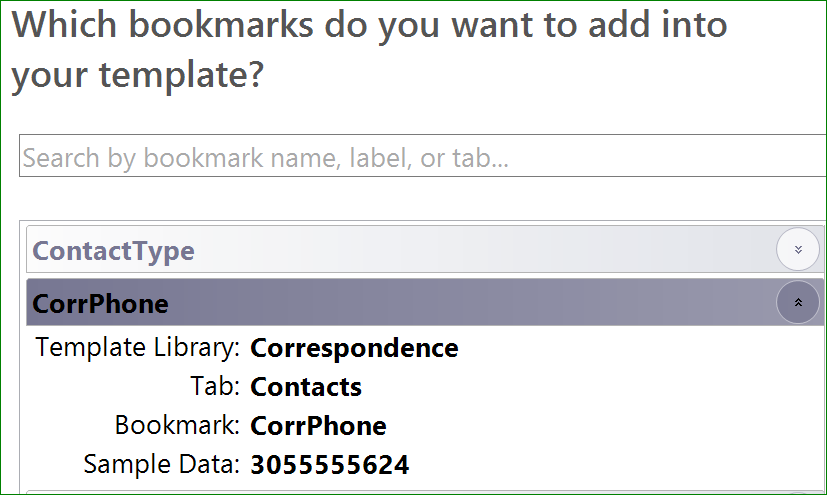 Which bookmarks do you want to add into
your template?
Search by bookmark name, label, or tab...
ContactType
CorrPhone
Template Library: Correspondence
Tab: Contacts
Bookmark: CorrPhone
Sample Data: 3055555624